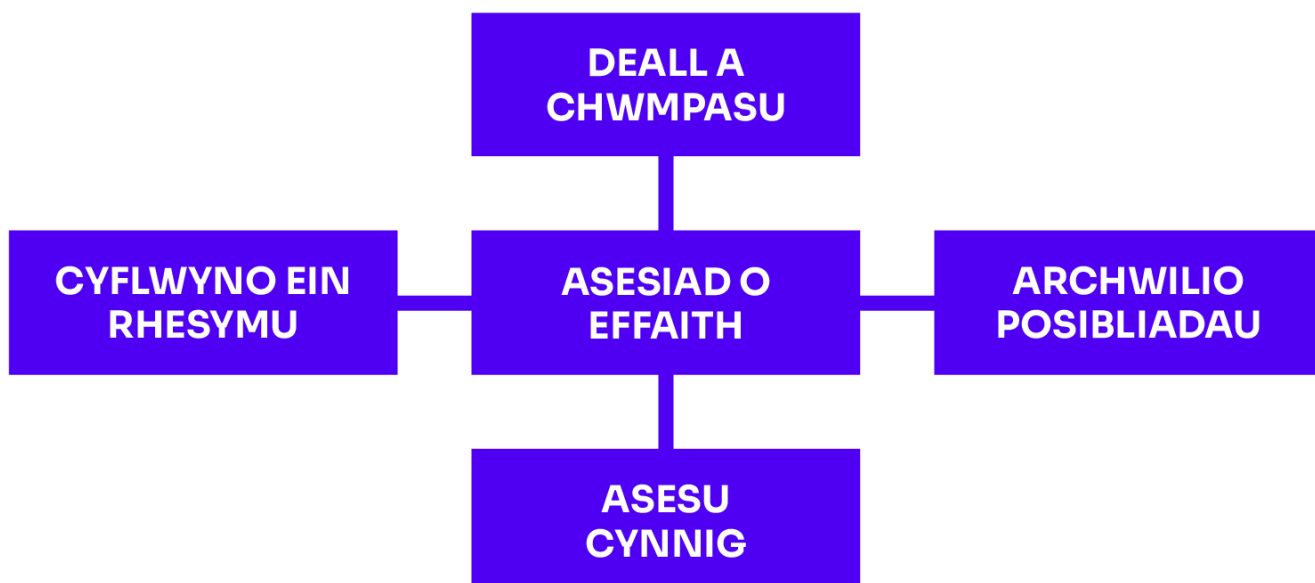 DEALL A
CHWMPASU
CYFLWYNO EIN
RHESYMU
ASESIAD O
EFFAITH
ARCHWILIO
POSIBLIADAU
ASESU
CYNNIG